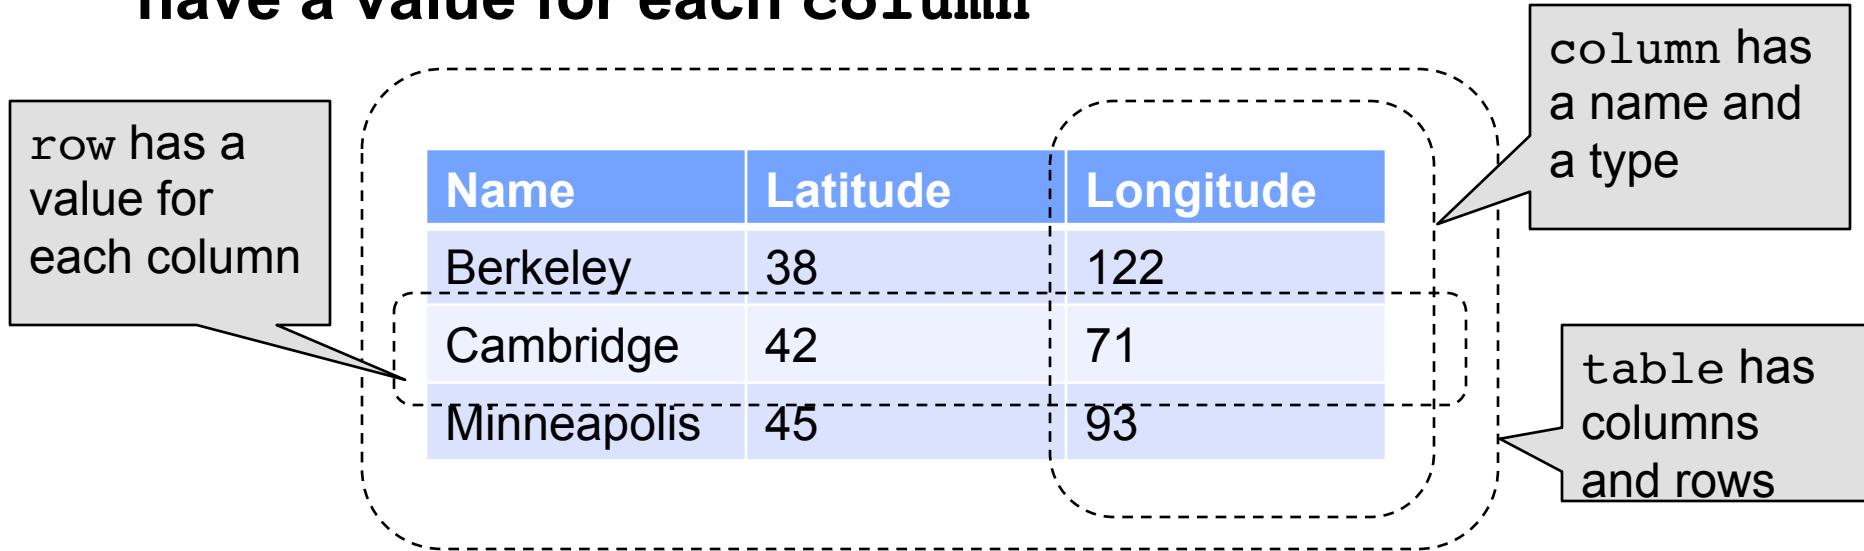 have a value for each column
column has
a name and
a type
row has a
value for
each column
Name Latitude Longitude
Berkeley 38 122
Cambridge 42 71
Minneapolis 45 93
table has
columns
and rows